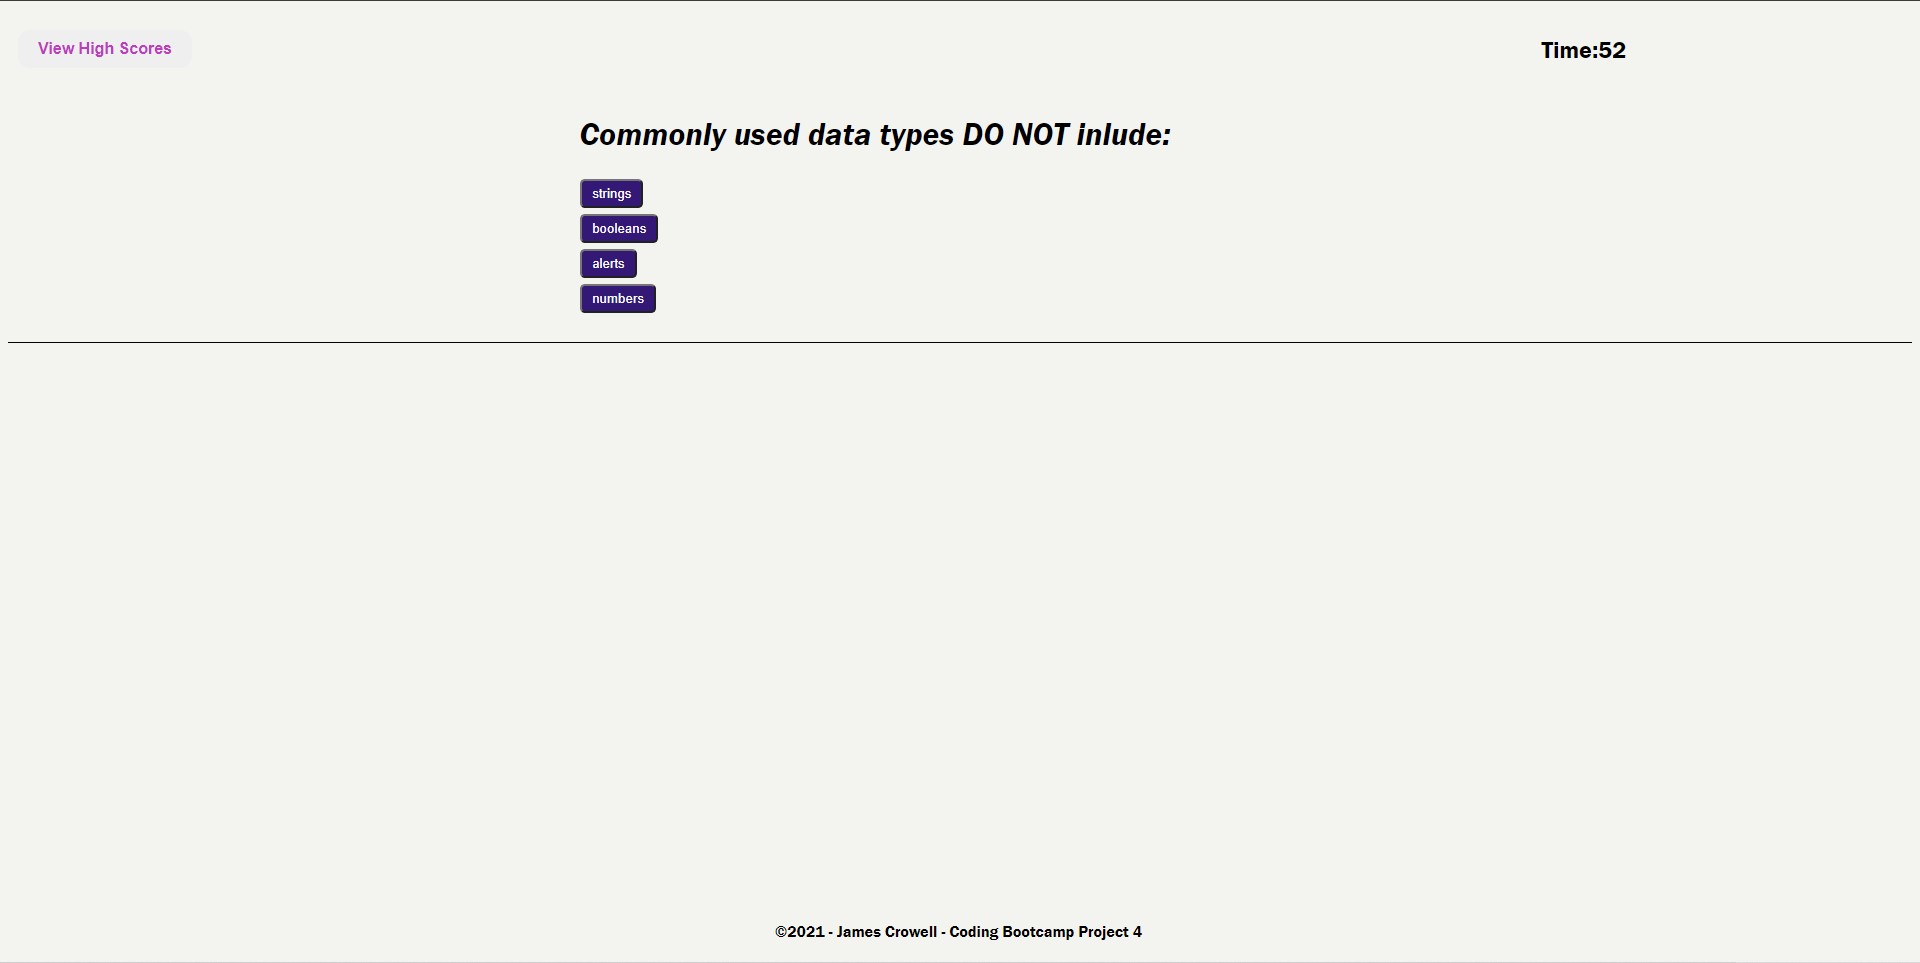 View High Scores
Time:52
Commonly used data types DO NOT inlude:
strings
booleans
alerts
numbers
©2021 - James Crowell - Coding Bootcamp Project 4